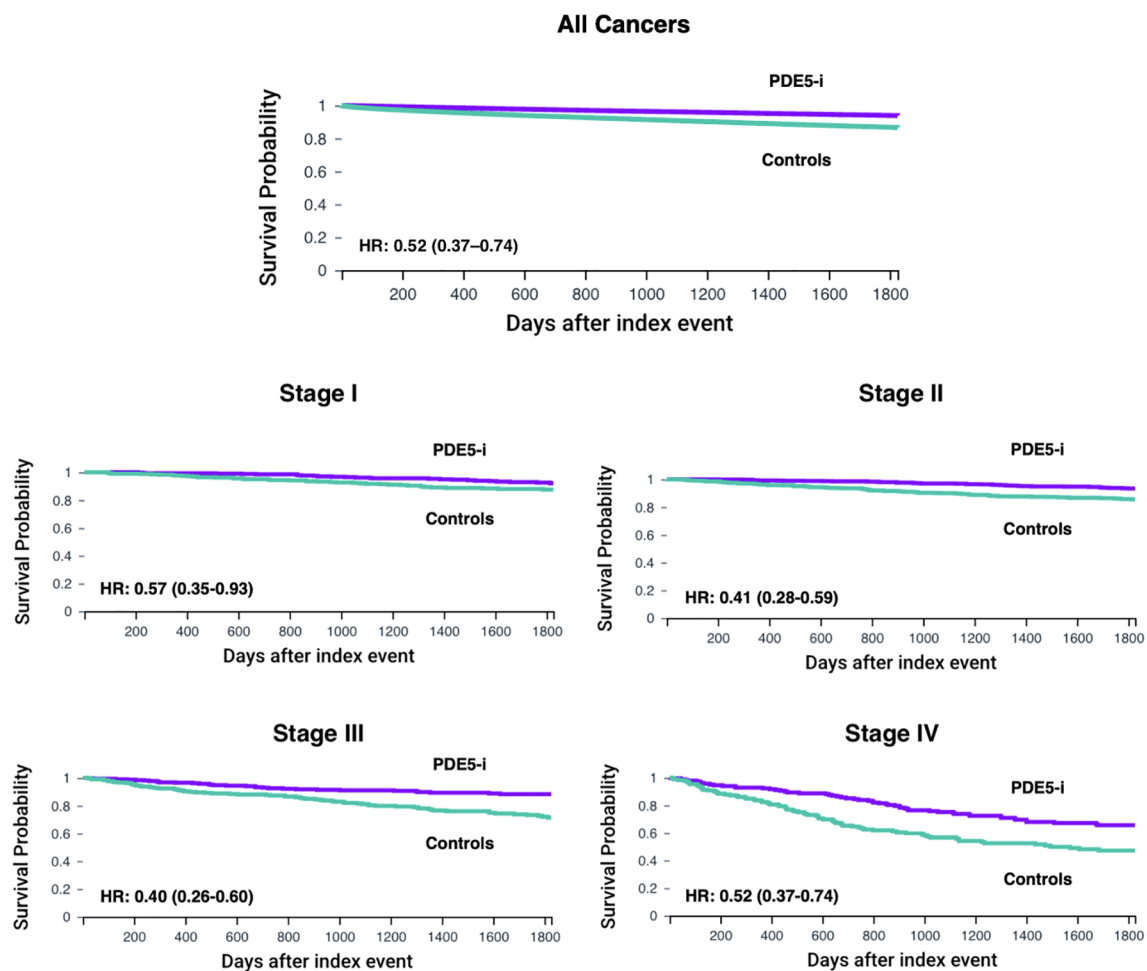 All Cancers
PDE5-i
Controls
Survival Probability
1
0.8
0.6
0.4
0.2
0
HR: 0.52 (0.37–0.74)
200 400 600 800 1000 1200 1400 1600 1800
Days after index event
Stage I
PDE5-i
Controls
Survival Probability
1
0.8
0.6
0.4
0.2
0
HR: 0.57 (0.35-0.93)
200 400 600 800 1000 1200 1400 1600 1800
Days after index event
Stage II
PDE5-i
Controls
Survival Probability
1
0.8
0.6
0.4
0.2
0
HR: 0.41 (0.28-0.59)
200 400 600 800 1000 1200 1400 1600 1800
Days after index event
Stage III
PDE5-i
Controls
Survival Probability
1
0.8
0.6
0.4
0.2
0
HR: 0.40 (0.26-0.60)
200 400 600 800 1000 1200 1400 1600 1800
Days after index event
Stage IV
PDE5-i
Controls
Survival Probability
1
0.8
0.6
0.4
0.2
0
HR: 0.52 (0.37-0.74)
200 400 600 800 1000 1200 1400 1600 1800
Days after index event